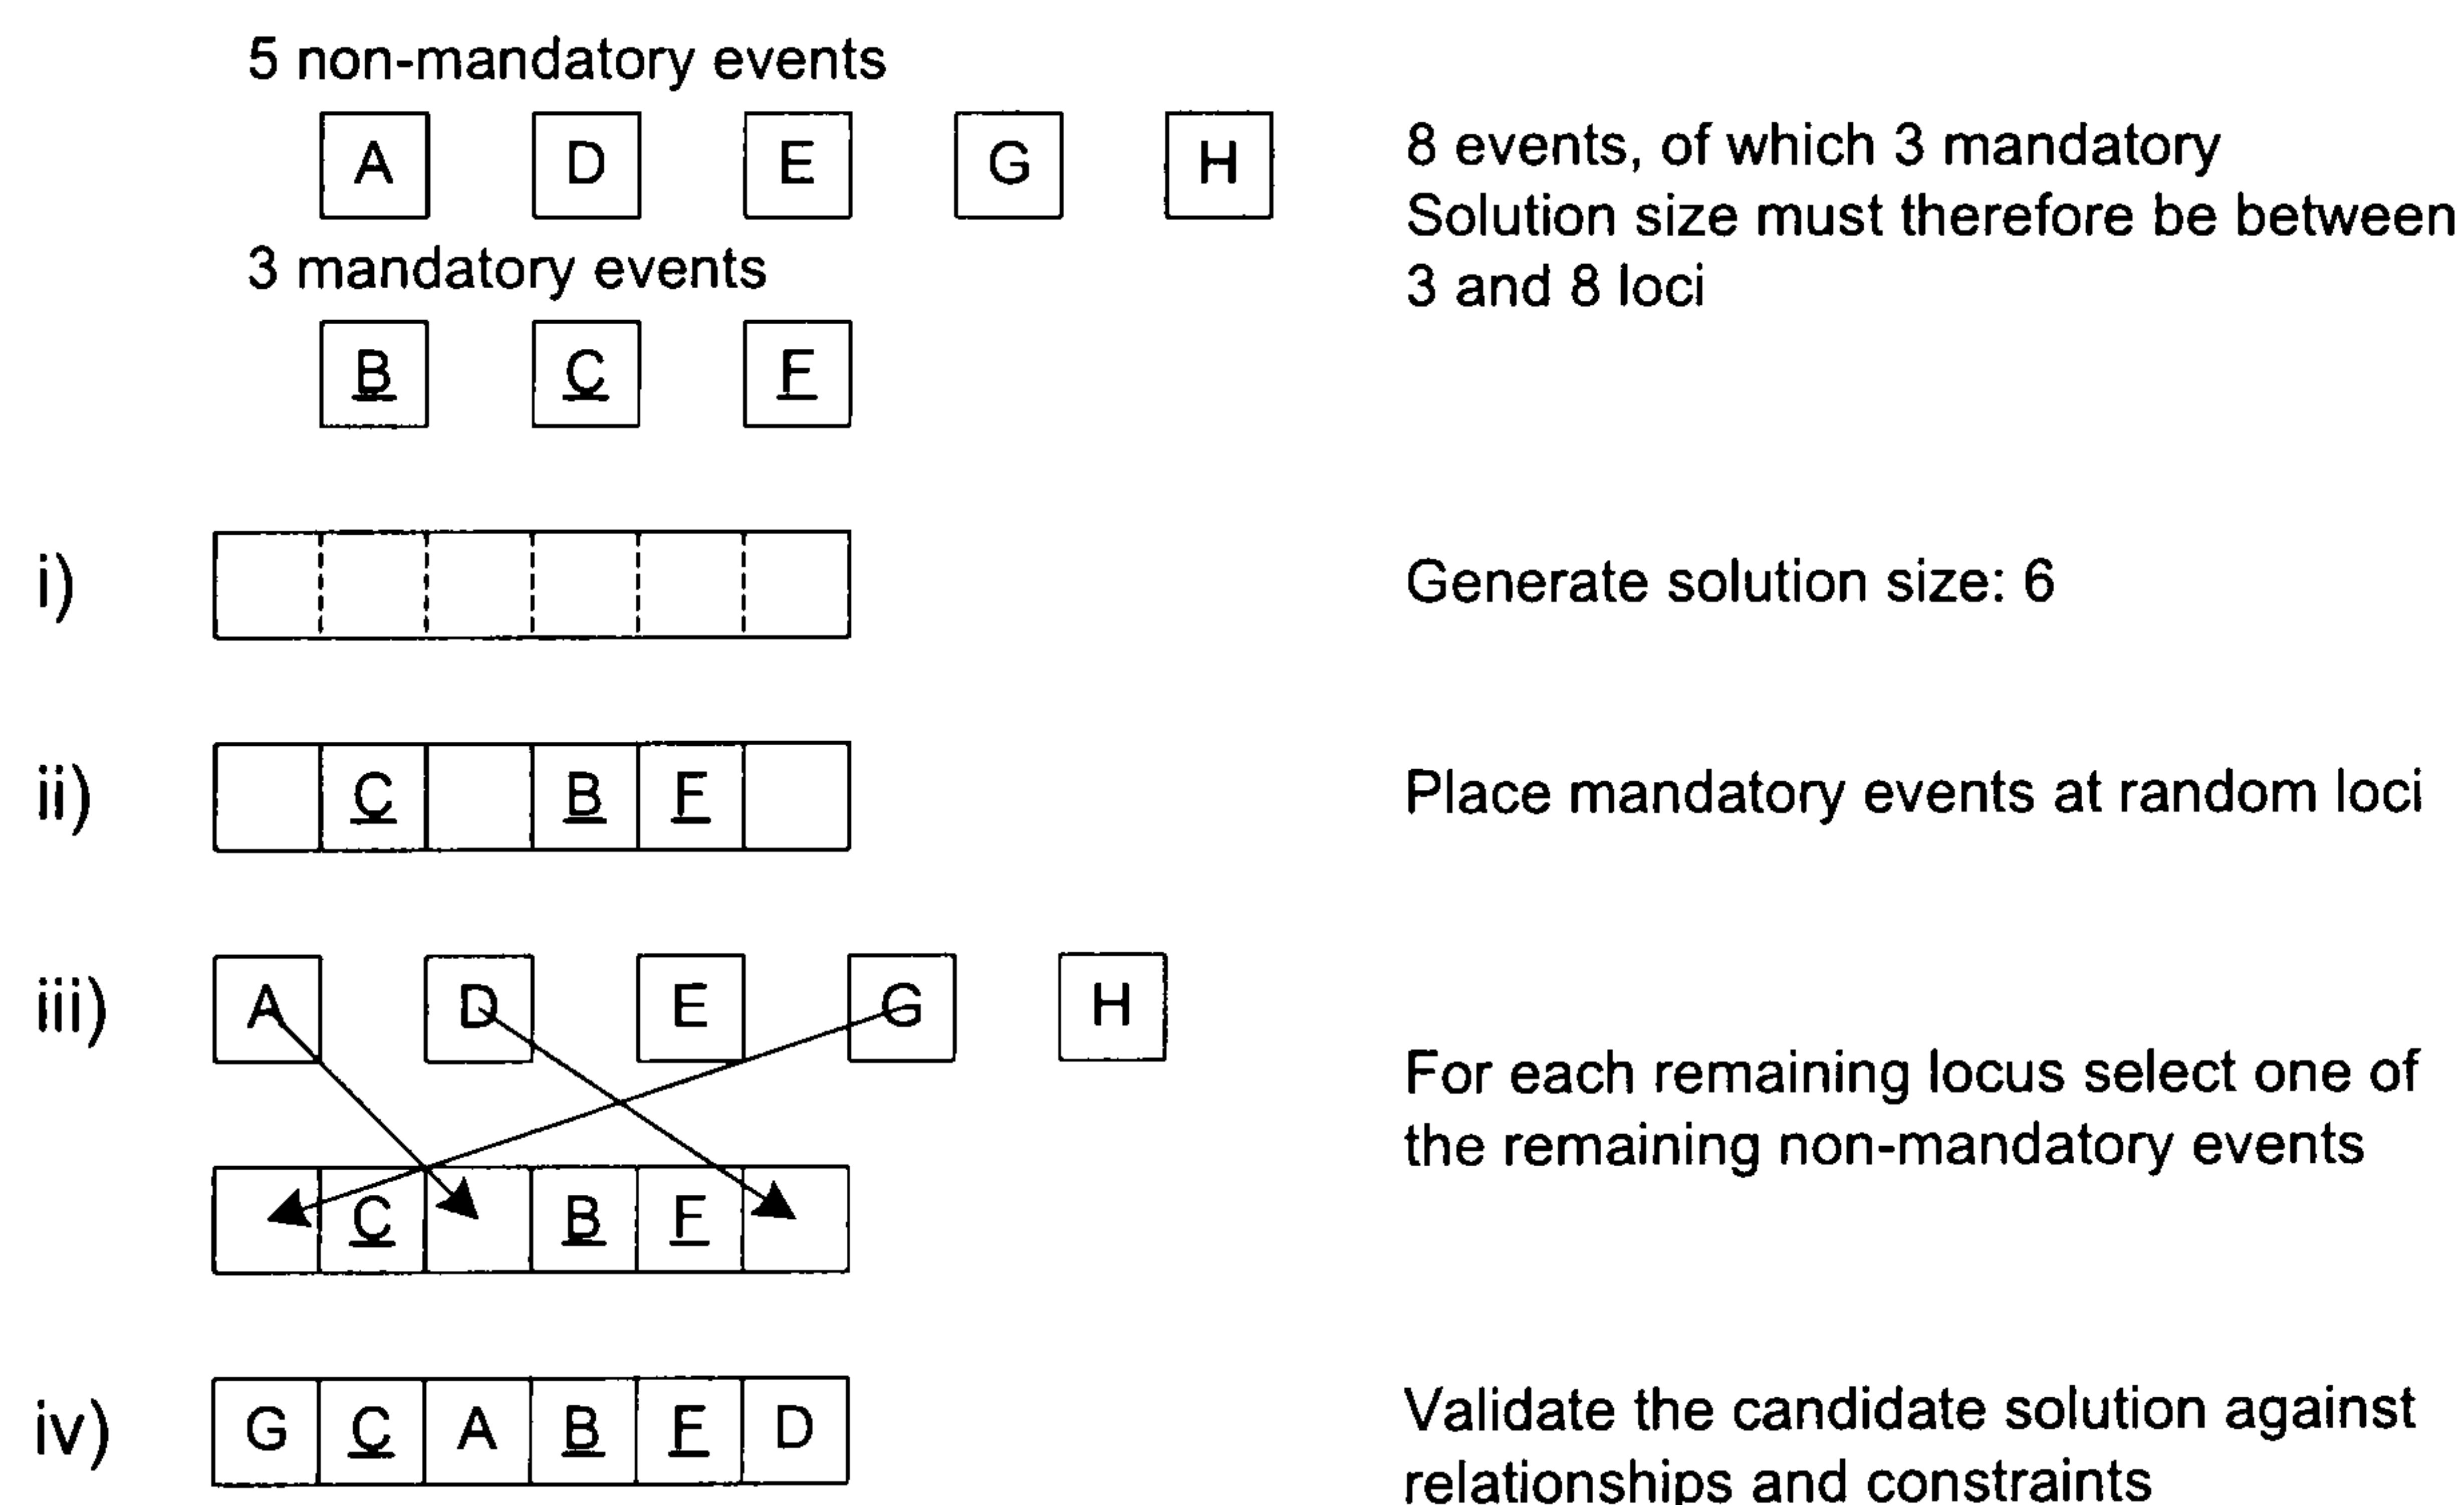 5 non-mandatory events
A D E G H
8 events, of which 3 mandatory
Solution size must therefore be between
3 and 8 loci
3 mandatory events
B C F
i)
Generate solution size: 6
ii)
C B F
Place mandatory events at random loci
iii)
A D E G H
C B F
For each remaining locus select one of
the remaining non-mandatory events
iv)
G C A B F D
Validate the candidate solution against
relationships and constraints